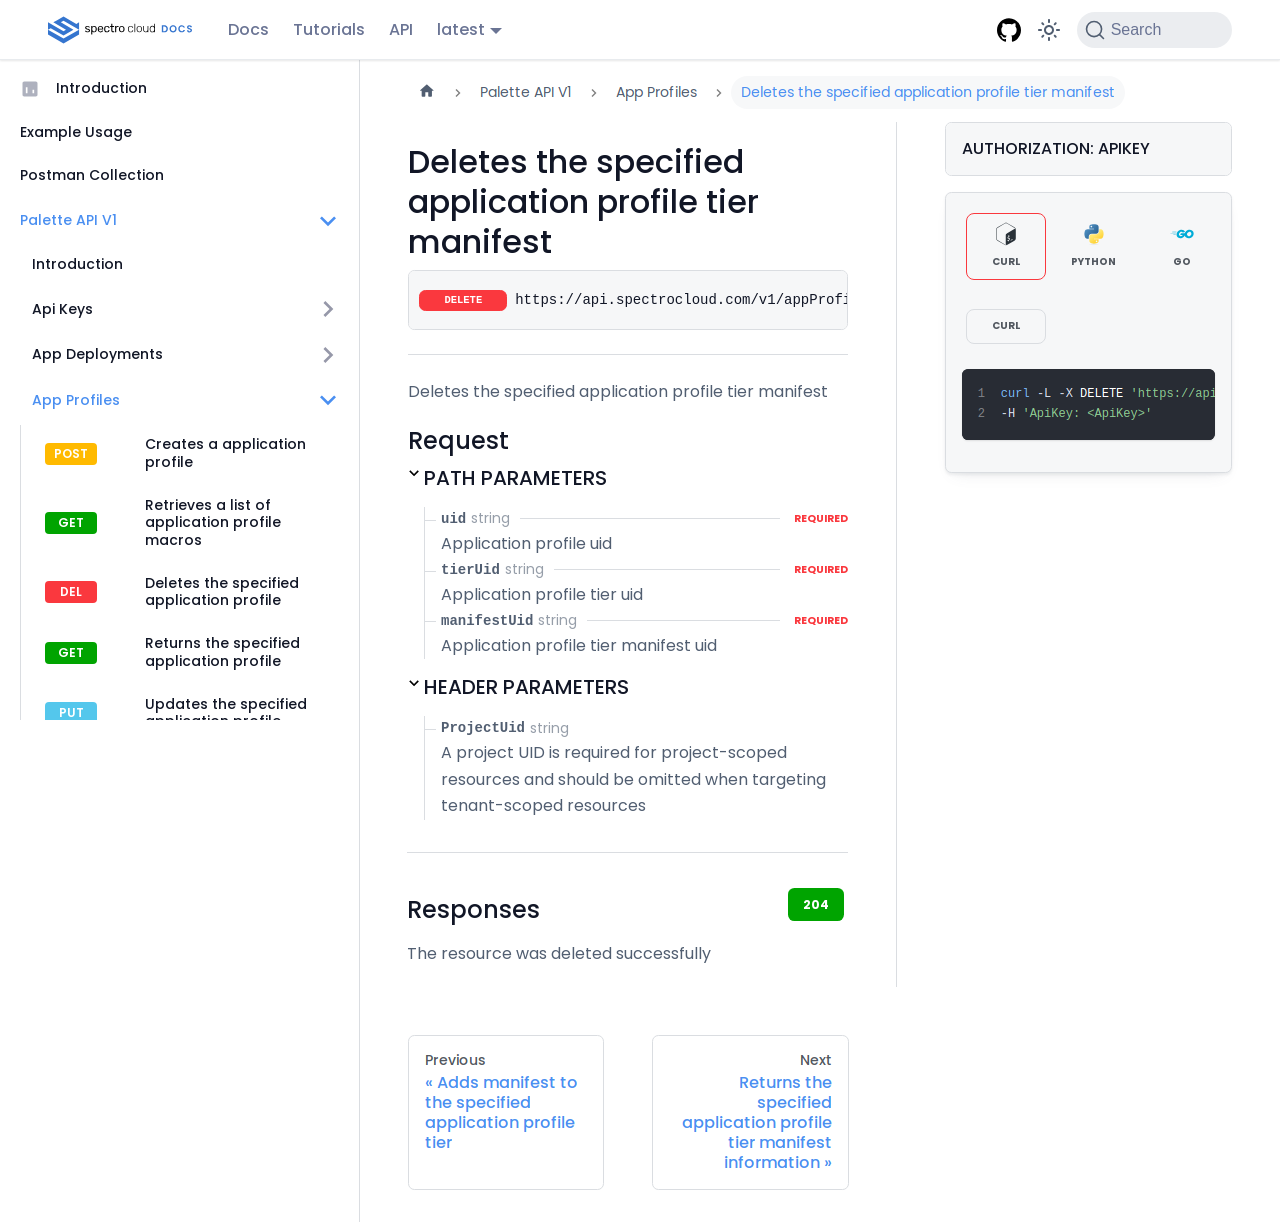 spectro cloud DOCS
Docs
Tutorials
API
latest
Search
Introduction
Example Usage
Postman Collection
Palette API V1
Introduction
Api Keys
App Deployments
App Profiles
POST
Creates a application
profile
GET
Retrieves a list of
application profile
macros
DEL
Deletes the specified
application profile
GET
Returns the specified
application profile
PUT
Updates the specified
application profile
Palette API V1
App Profiles
Deletes the specified application profile tier manifest
Deletes the specified
application profile tier
manifest
DELETE https://api.spectrocloud.com/v1/appProfi
Deletes the specified application profile tier manifest
Request
PATH PARAMETERS
uid string REQUIRED
Application profile uid
tierUid string REQUIRED
Application profile tier uid
manifestUid string REQUIRED
Application profile tier manifest uid
HEADER PARAMETERS
ProjectUid string
A project UID is required for project-scoped
resources and should be omitted when targeting
tenant-scoped resources
Responses
204
The resource was deleted successfully
Previous
« Adds manifest to
the specified
application profile
tier
Next
Returns the
specified
application profile
tier manifest
information »
AUTHORIZATION: APIKEY
CURL
PYTHON
GO
CURL
1 curl -L -X DELETE 'https://api
2 -H 'ApiKey: <ApiKey>'